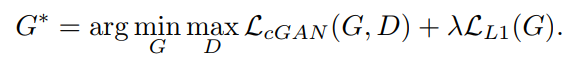 G* = arg min_G max_D ℒ_cGAN(G, D) + λℒ_L1(G).